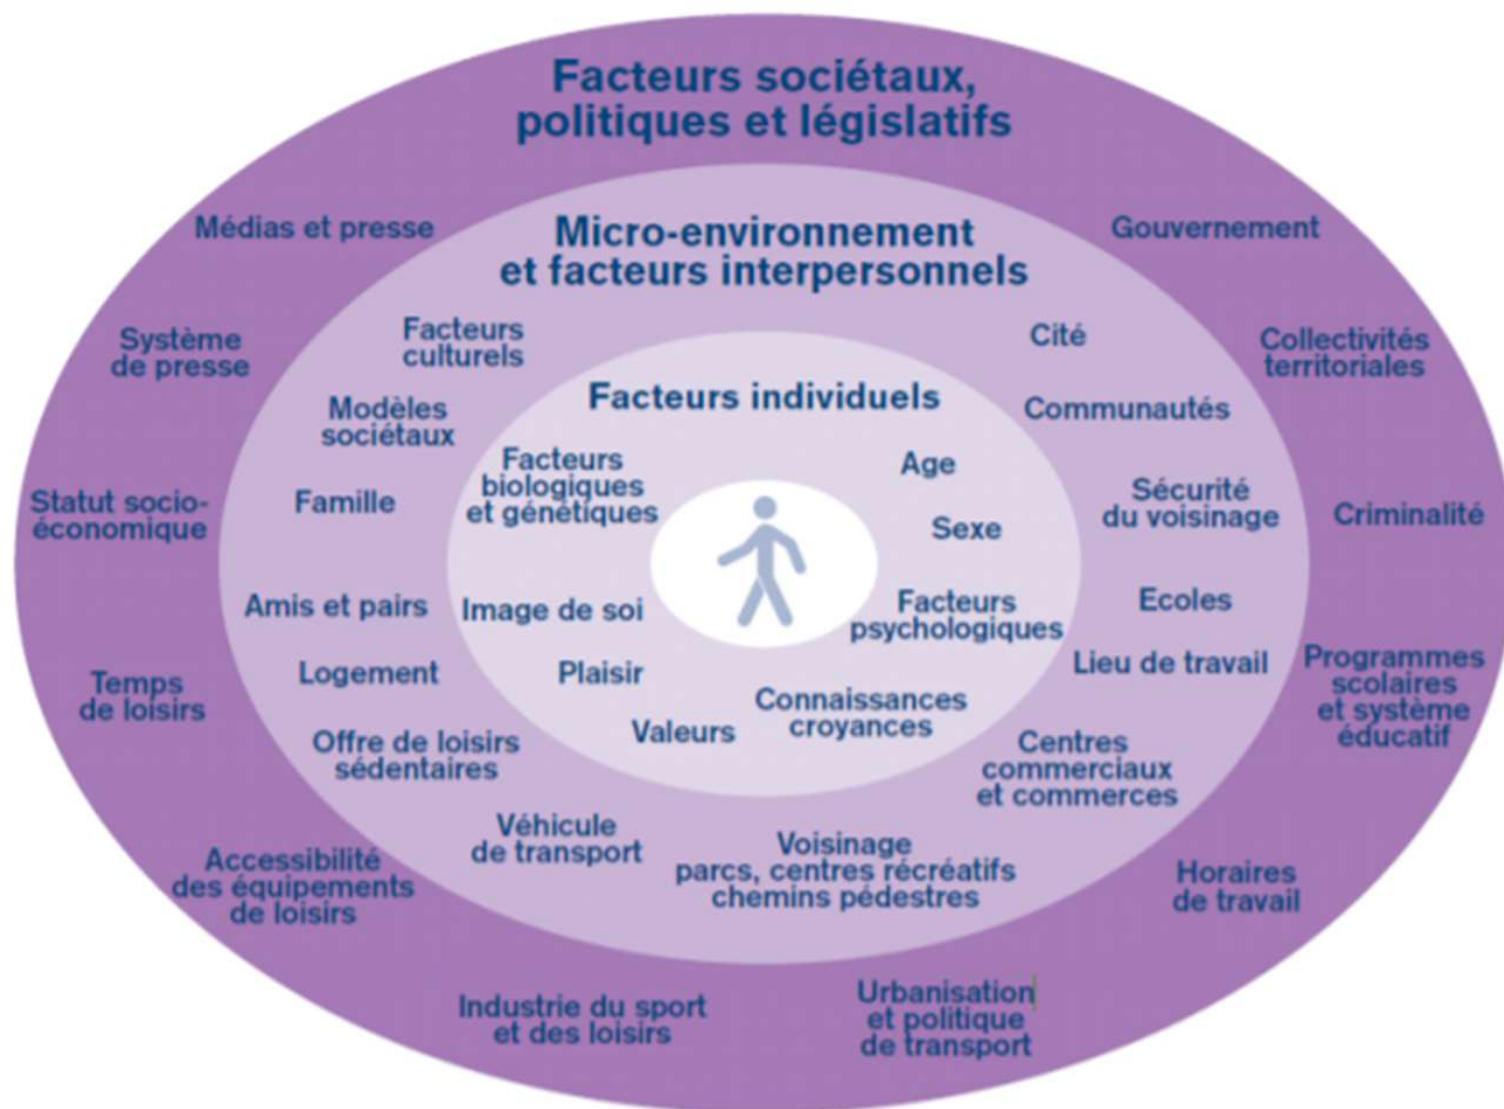 Facteurs sociétaux,
politiques et législatifs
Médias et presse
Gouvernement
Micro-environnement
et facteurs interpersonnels
Système
de presse
Facteurs
culturels
Cité
Collectivités
territoriales
Facteurs individuels
Modèles
sociétaux
Communautés
Facteurs
biologiques
et génétiques
Age
Statut socio-
économique
Famille
Sécurité
du voisinage
Criminalité
Sexe
Amis et pairs
Image de soi
Facteurs
psychologiques
Ecoles
Logement
Plaisir
Lieu de travail
Programmes
scolaires
et système
éducatif
Temps
de loisirs
Valeurs
Connaissances
croyances
Offre de loisirs
sédentaires
Centres
commerciaux
et commerces
Véhicule
de transport
Voisinage
parcs, centres récréatifs
chemins pédestres
Accessibilité
des équipements
de loisirs
Horaires
de travail
Industrie du sport
et des loisirs
Urbanisation
et politique
de transport